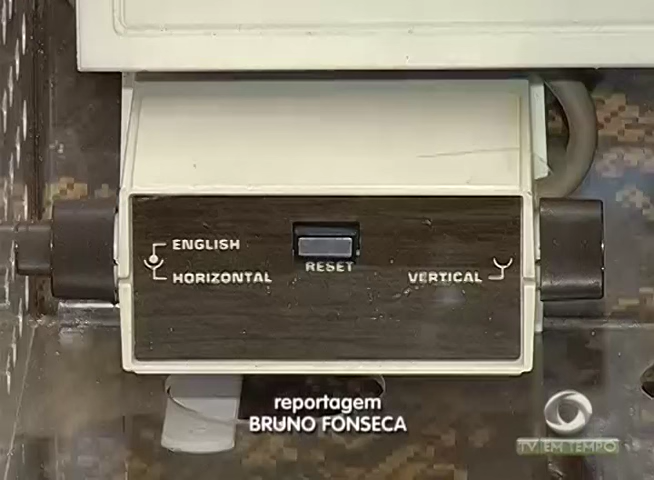 ENGLISH
HORIZONTAL
RESET
VERTICAL
reportagem
BRUNO FONSECA
TV EM TEMPO